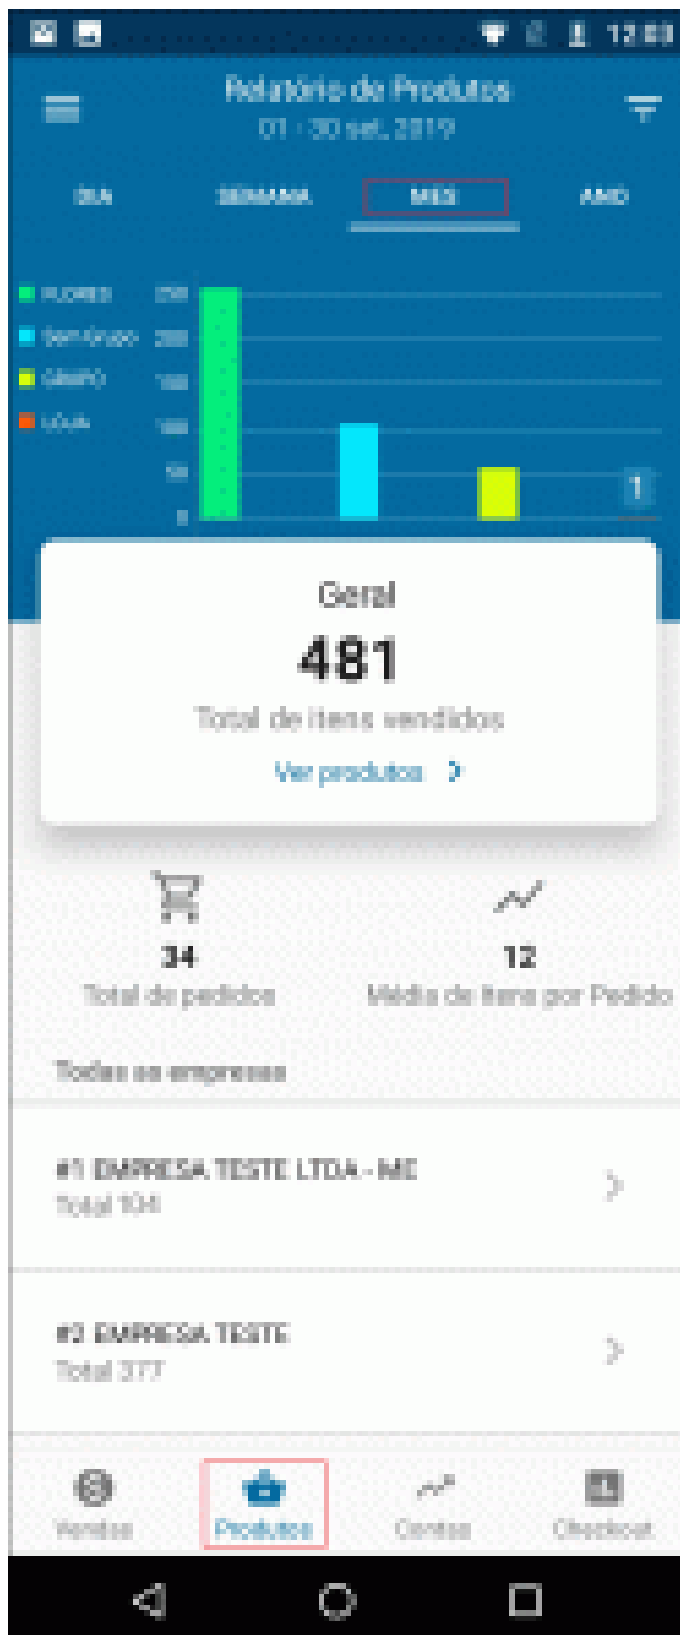 12:03
Relatório de Produtos
01 - 30 set. 2019
DIA SEMANA MES ANO
FLORES
Sem Grupo
GRUPO
LOJA
250
200
150
100
50
0
1
Geral
481
Total de itens vendidos
Ver produtos
34
Total de pedidos
12
Média de itens por Pedido
Todas as empresas
#1 EMPRESA TESTE LTDA - ME
Total 104
#2 EMPRESA TESTE
Total 377
Vendas Produtos Contas Checkout